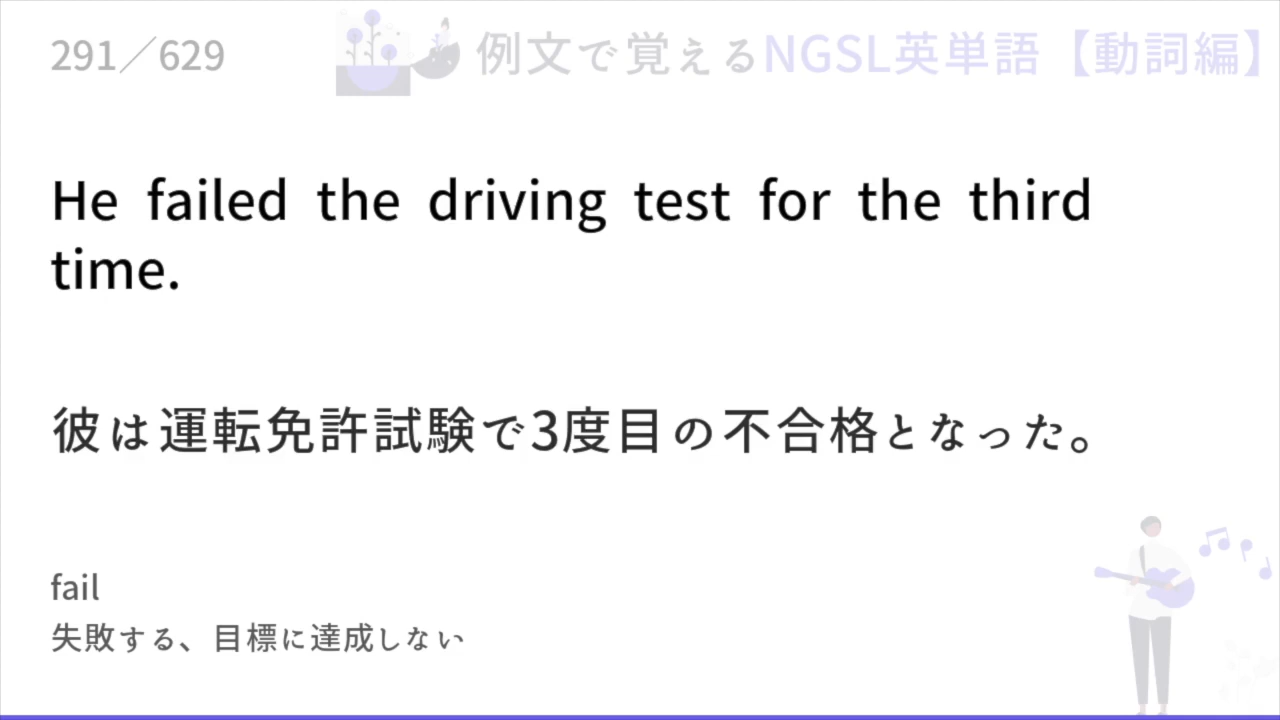 291／629
例文で覚えるNGSL英単語【動詞編】
He failed the driving test for the third
time.
彼は運転免許試験で3度目の不合格となった。
fail
失敗する、目標に達成しない